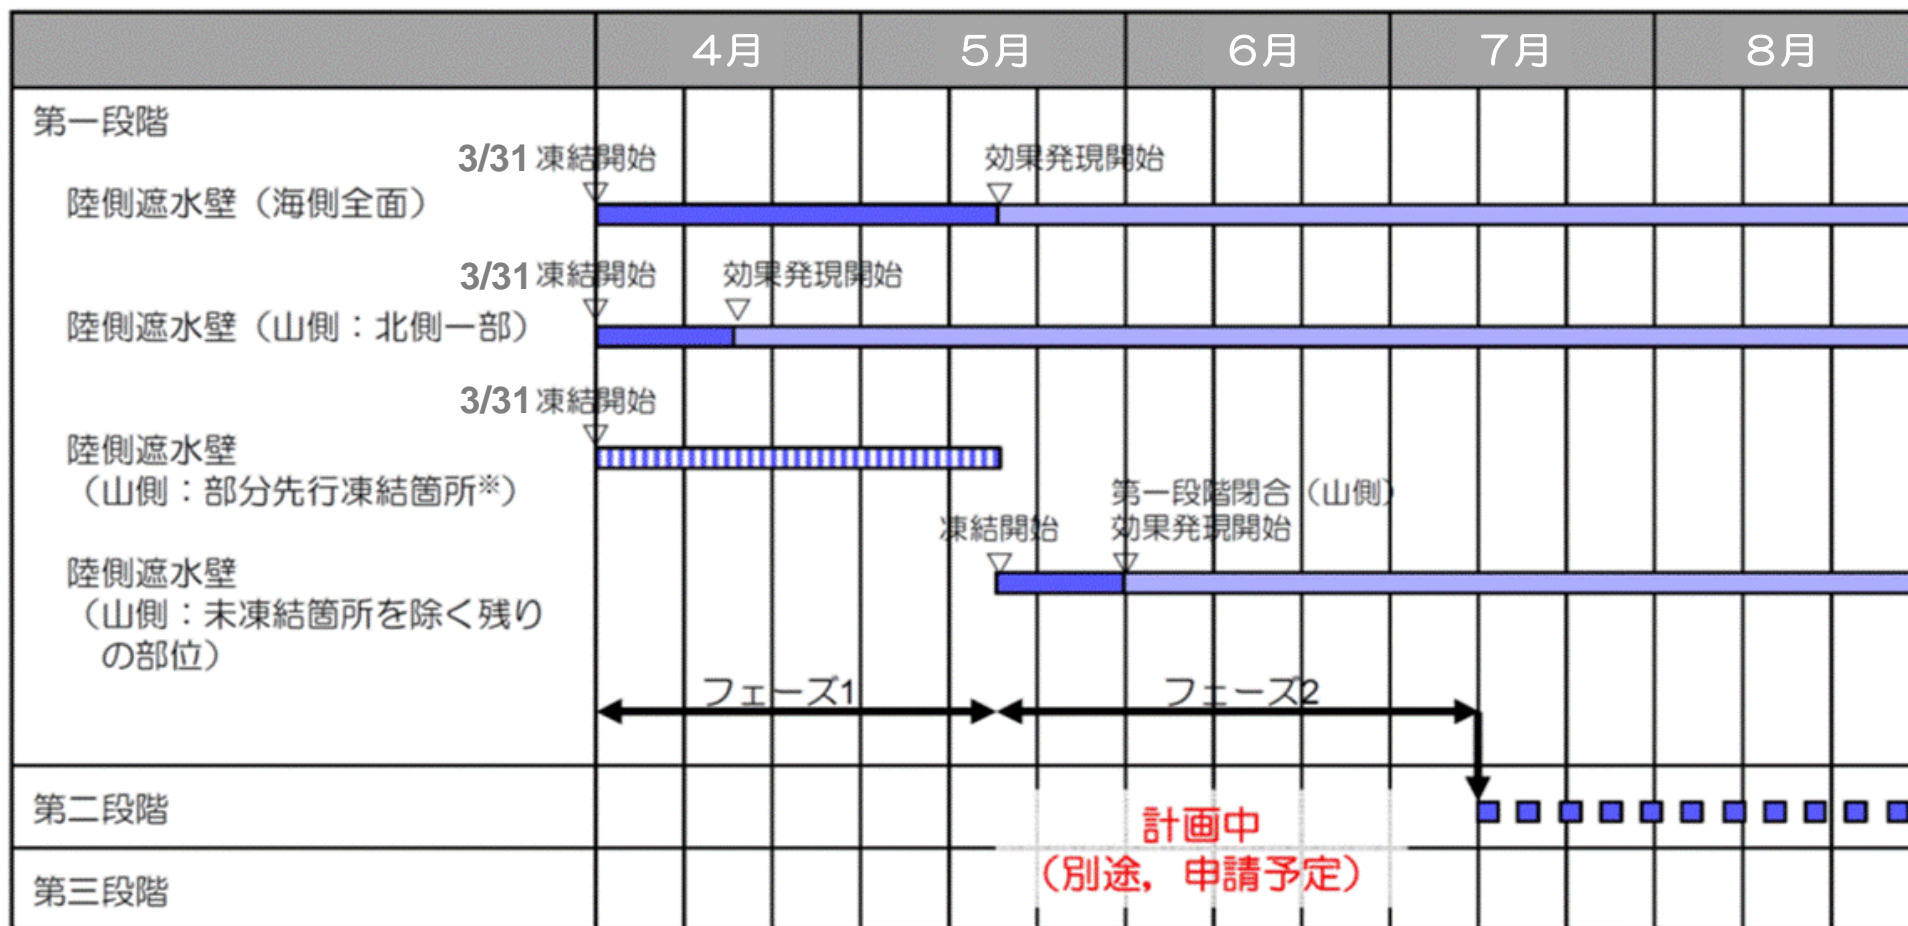 4月 5月 6月 7月 8月
第一段階
3/31 凍結開始 効果発現開始
陸側遮水壁（海側全面）
3/31 凍結開始 効果発現開始
陸側遮水壁（山側：北側一部）
3/31 凍結開始
陸側遮水壁
（山側：部分先行凍結箇所※）
第一段階閉合（山側）
凍結開始 効果発現開始
陸側遮水壁
（山側：未凍結箇所を除く残り
の部位）
フェーズ1 フェーズ2
第二段階
計画中
（別途，申請予定）
第三段階